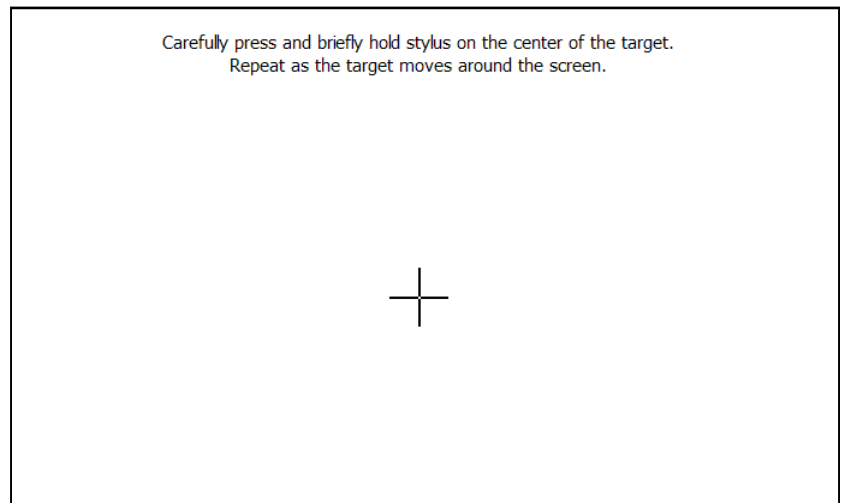 Carefully press and briefly hold stylus on the center of the target.
Repeat as the target moves around the screen.